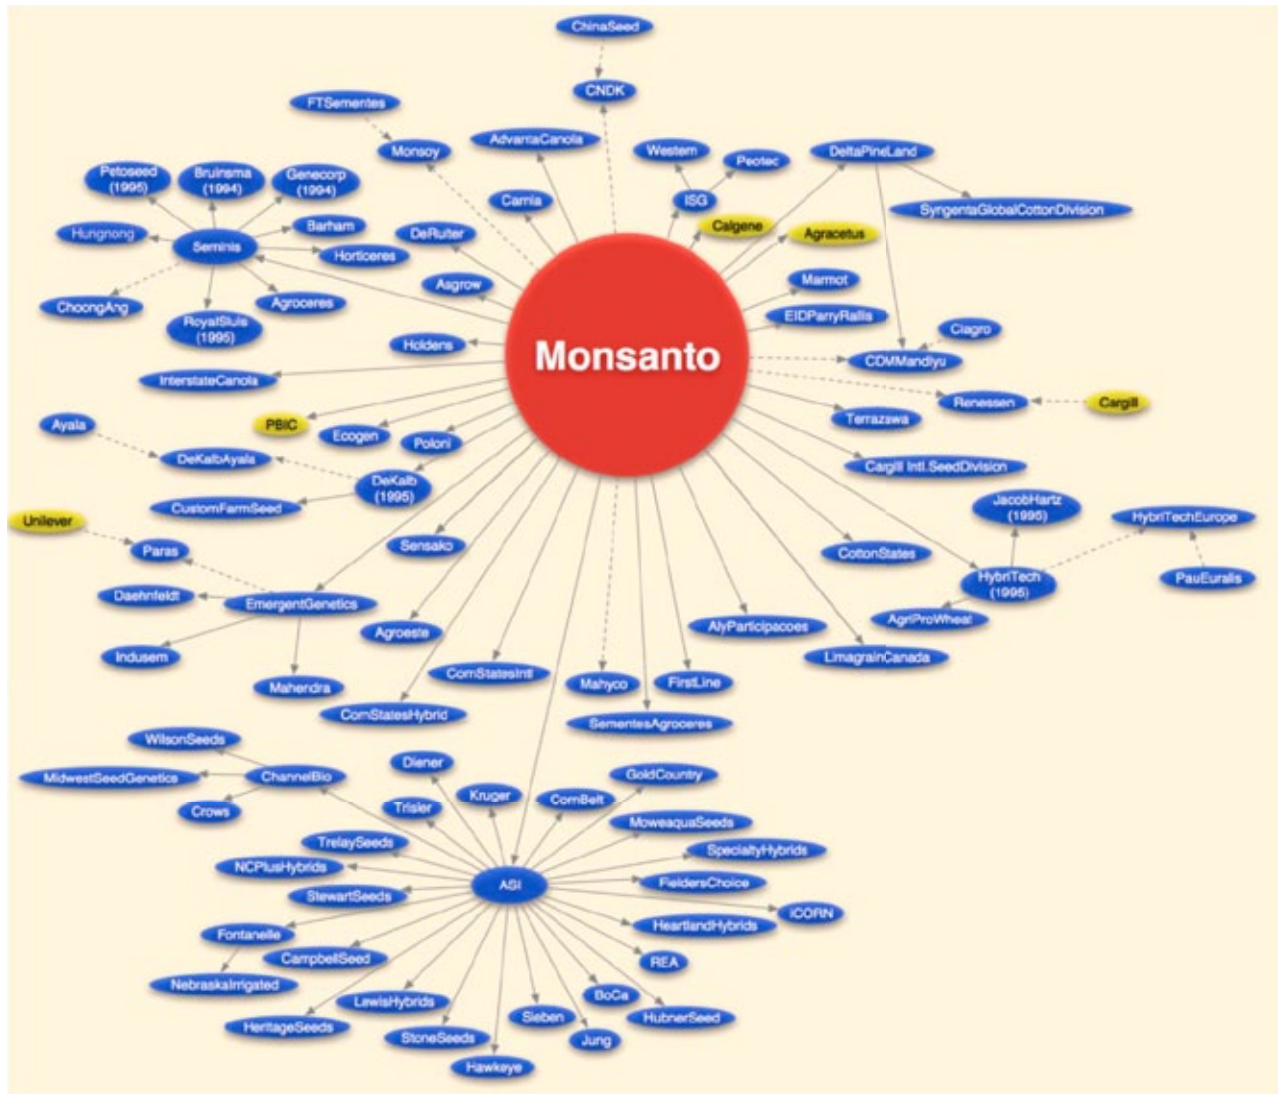 ChinaSeed
CNDK
FTSementes
Monsoy
AdvantaCanola
Western
Peotec
DeltaPineLand
Petoseed
(1995)
Bruinsma
(1994)
Genecorp
(1994)
Carnia
ISG
SyngentaGlobalCottonDivision
Calgene
Agracetus
Hungnong
Seminis
Barham
DeRuiter
Horticeres
Asgrow
Marmot
ChoongAng
Agroceres
RoyalSluis
(1995)
EIDParryRallis
Ciagro
Holdens
Monsanto
CDMMandiyu
InterstateCanola
Renessen
Cargill
PBIC
Ecogen
Poloni
Terrazawa
Ayala
DeKalbAyala
DeKalb
(1995)
Cargill Intl.SeedDivision
CustomFarmSeed
JacobHartz
(1995)
HybriTechEurope
Unilever
Paras
Sensako
CottonStates
HybriTech
(1995)
PauEuralis
Daehnfeldt
EmergentGenetics
AgriProWheat
Agroeste
AlyParticipacoes
Indusem
LimagrainCanada
Mahendra
CornStatesIntl
Mahyco
FirstLine
CornStatesHybrid
SementesAgroceres
WilsonSeeds
MidwestSeedGenetics
ChannelBio
Crows
Diener
GoldCountry
Trisler
Kruger
CornBelt
MoweaquaSeeds
TrelaySeeds
SpecialtyHybrids
NCPlusHybrids
ASI
FieldersChoice
StewartSeeds
iCORN
Fontanelle
HeartlandHybrids
CampbellSeed
REA
NebraskaIrrigated
LewisHybrids
BoCa
HeritageSeeds
StoneSeeds
Sieben
HubnerSeed
Jung
Hawkeye